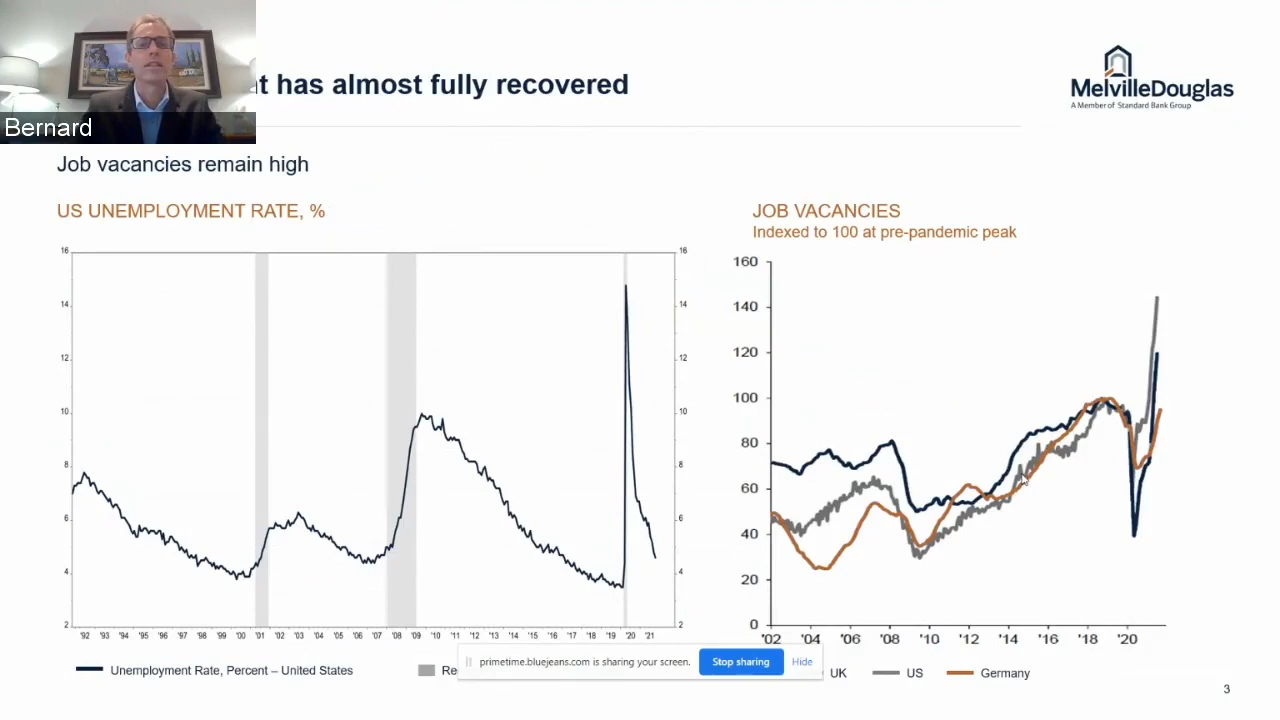 t has almost fully recovered
MelvilleDouglas
A Member of Standard Bank Group
Bernard
Job vacancies remain high
US UNEMPLOYMENT RATE, %
16
14
12
10
8
6
4
2
16
14
12
10
8
6
4
2
'92 '93 '94 '95 '96 '97 '98 '99 '00 '01 '02 '03 '04 '05 '06 '07 '08 '09 '10 '11 '12 '13 '14 '15 '16 '17 '18 '19 '20 '21
Unemployment Rate, Percent – United States
Re
JOB VACANCIES
Indexed to 100 at pre-pandemic peak
160
140
120
100
80
60
40
20
0
'02 '04 '06 '08 '10 '12 '14 '16 '18 '20
UK US Germany
primetime.bluejeans.com is sharing your screen. Stop sharing Hide
3